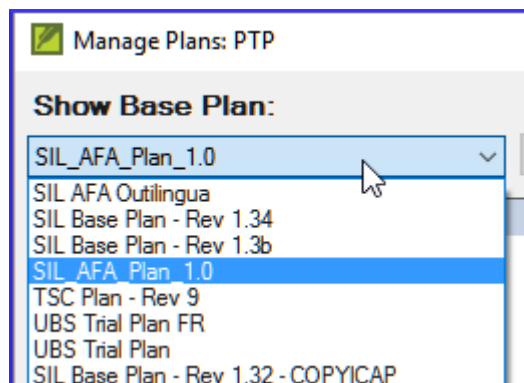 Manage Plans: PTP
Show Base Plan:
SIL_AFA_Plan_1.0
SIL AFA Outilingua
SIL Base Plan - Rev 1.34
SIL Base Plan - Rev 1.3b
SIL_AFA_Plan_1.0
TSC Plan - Rev 9
UBS Trial Plan FR
UBS Trial Plan
SIL Base Plan - Rev 1.32 - COPYICAP